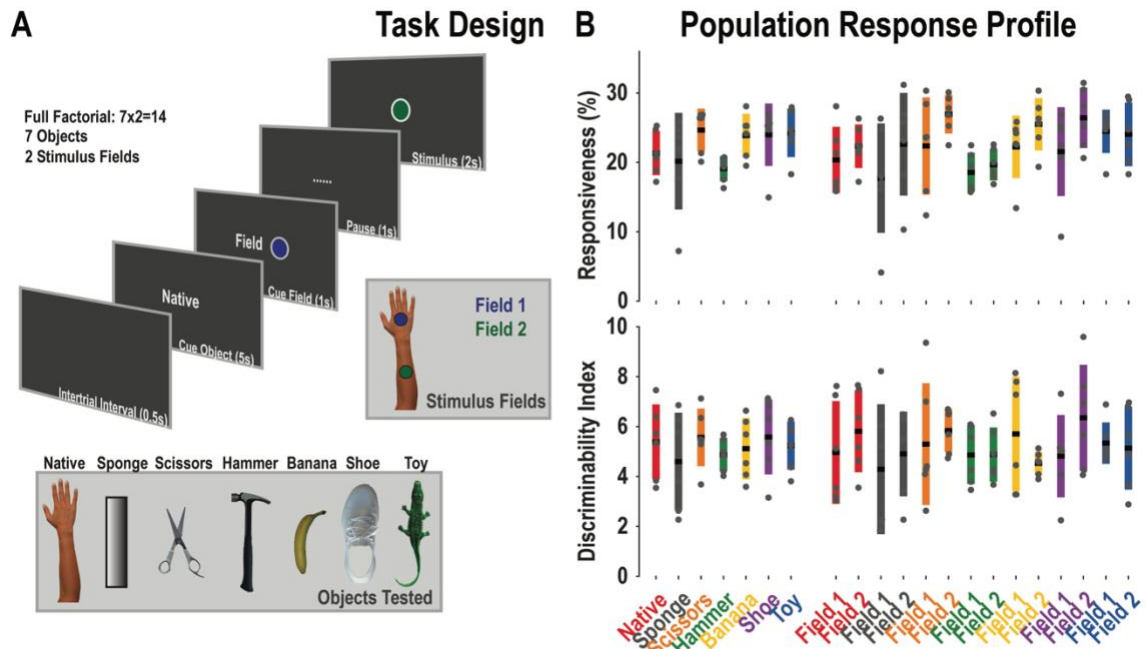 A
Task Design
Full Factorial: 7x2=14
7 Objects
2 Stimulus Fields
Stimulus (2s)
......
Pause (1s)
Field
Cue Field (1s)
Native
Cue Object (5s)
Intertrial Interval (0.5s)
Field 1
Field 2
Stimulus Fields
Native Sponge Scissors Hammer Banana Shoe Toy
Objects Tested
B
Population Response Profile
Responsiveness (%)
30
20
10
0
Discriminability Index
10
8
6
4
2
0
Native
Sponge
Scissors
Hammer
Banana
Shoe
Toy
Field 1
Field 2
Field 1
Field 2
Field 1
Field 2
Field 1
Field 2
Field 1
Field 2
Field 1
Field 2
Field 1
Field 2